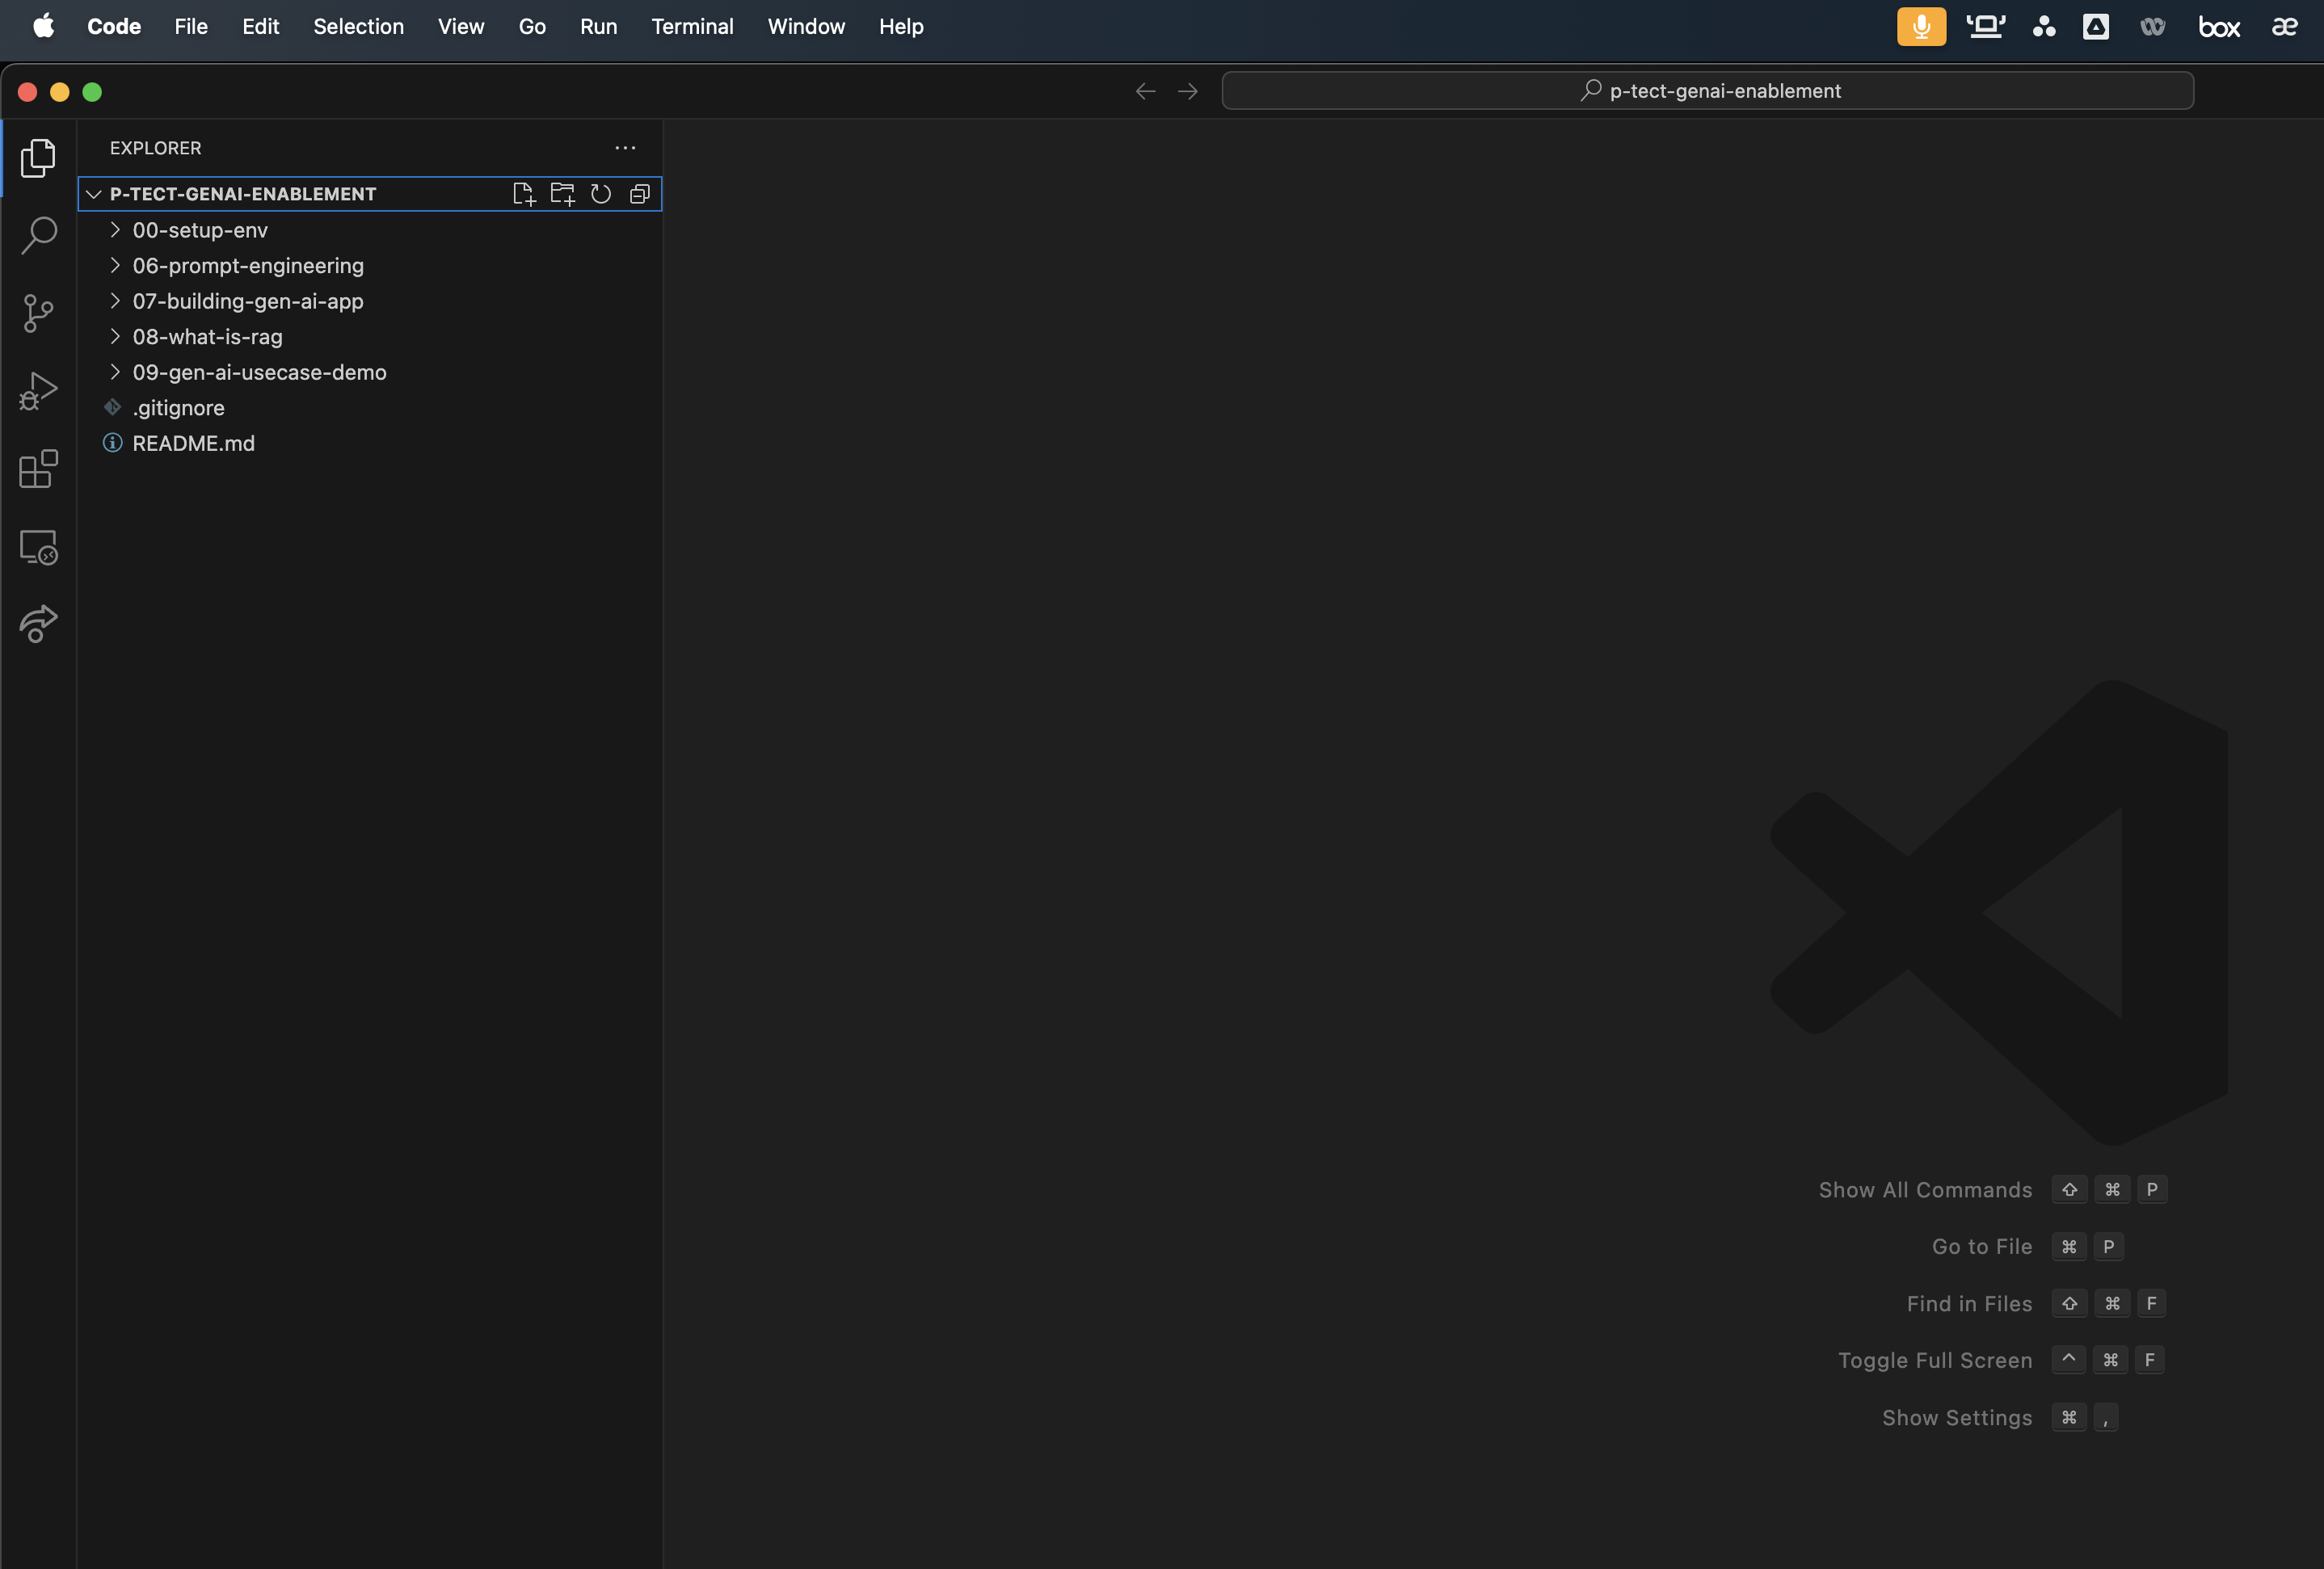 Code File Edit Selection View Go Run Terminal Window Help box æ
p-tect-genai-enablement
EXPLORER
P-TECT-GENAI-ENABLEMENT
00-setup-env
06-prompt-engineering
07-building-gen-ai-app
08-what-is-rag
09-gen-ai-usecase-demo
.gitignore
README.md
Show All Commands ⇧ ⌘ P
Go to File ⌘ P
Find in Files ⇧ ⌘ F
Toggle Full Screen ^ ⌘ F
Show Settings ⌘ ,